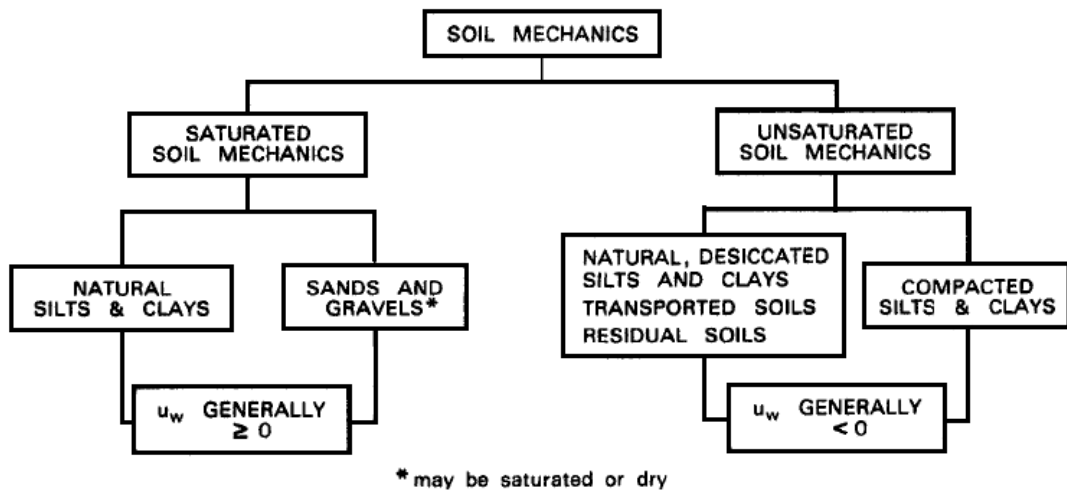 SOIL MECHANICS
SATURATED
SOIL MECHANICS
UNSATURATED
SOIL MECHANICS
NATURAL
SILTS & CLAYS
SANDS AND
GRAVELS*
NATURAL, DESICCATED
SILTS AND CLAYS
TRANSPORTED SOILS
RESIDUAL SOILS
COMPACTED
SILTS & CLAYS
uw GENERALLY
≥ 0
uw GENERALLY
< 0
*may be saturated or dry